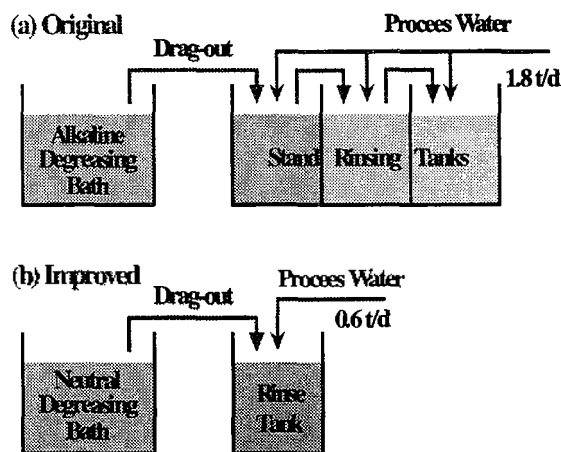 (a) Original
Procees Water
Drag-out
1.8 t/d
Alkaline
Degreasing
Bath
Stand Rinsing Tanks
(b) Improved
Procees Water
Drag-out
0.6 t/d
Neutral
Degreasing
Bath
Rinse
Tank